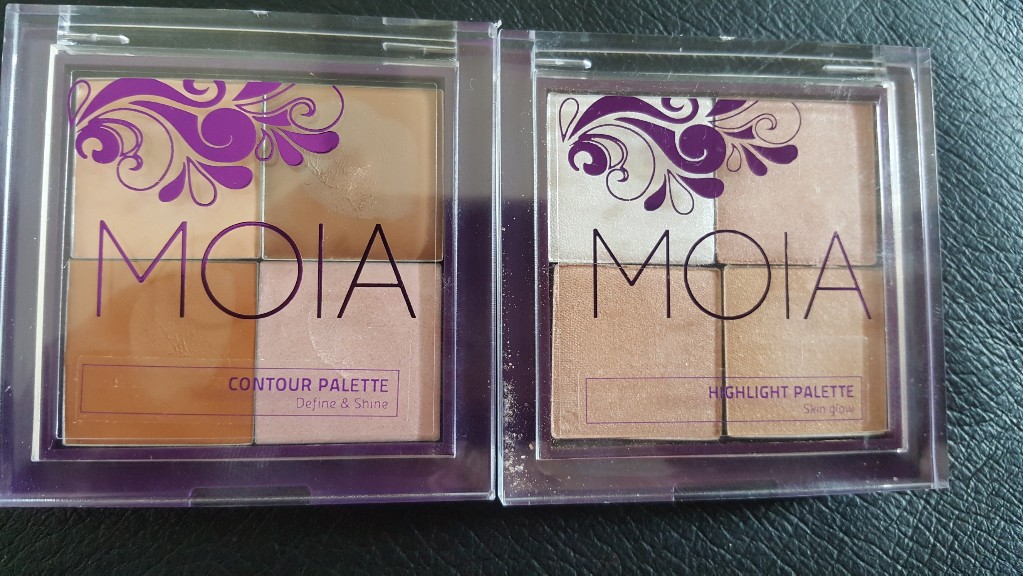 MOIA
CONTOUR PALETTE
Define & Shine
MOIA
HIGHLIGHT PALETTE
Skin glow